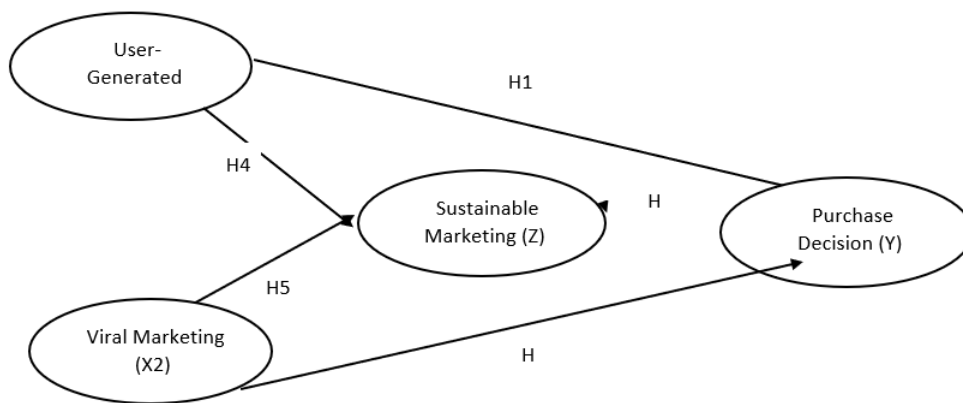 User-
Generated
H1
H4
Sustainable
Marketing (Z)
H
Purchase
Decision (Y)
H5
Viral Marketing
(X2)
H